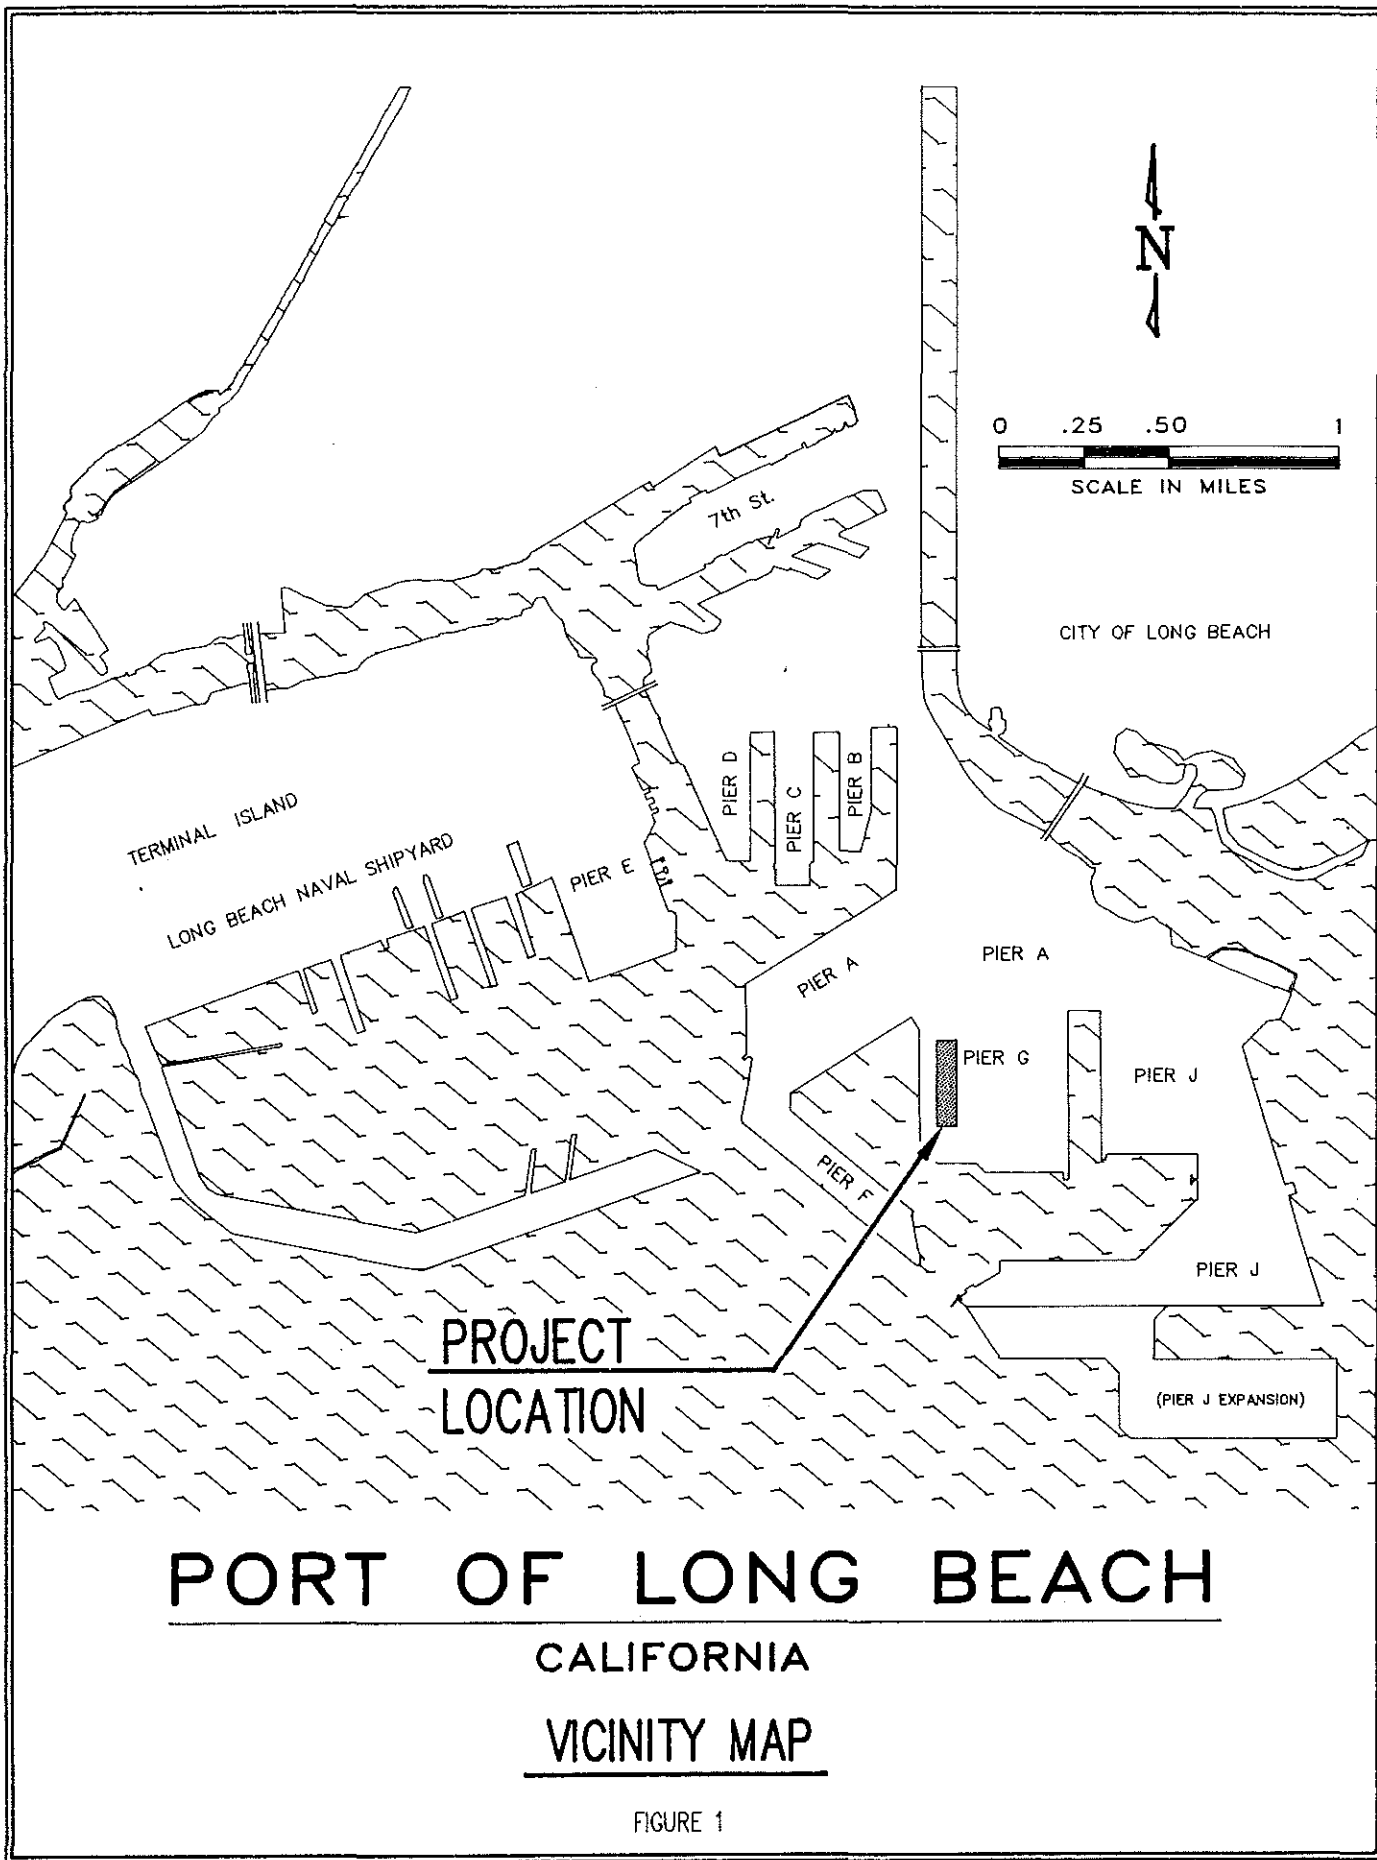 N
0 .25 .50 1
SCALE IN MILES
7th St.
CITY OF LONG BEACH
TERMINAL ISLAND
LONG BEACH NAVAL SHIPYARD
PIER E
PIER D
PIER C
PIER B
PIER A
PIER A
PIER G
PIER J
PIER F
PIER J
(PIER J EXPANSION)
PROJECT
LOCATION
PORT OF LONG BEACH
CALIFORNIA
VICINITY MAP
FIGURE 1